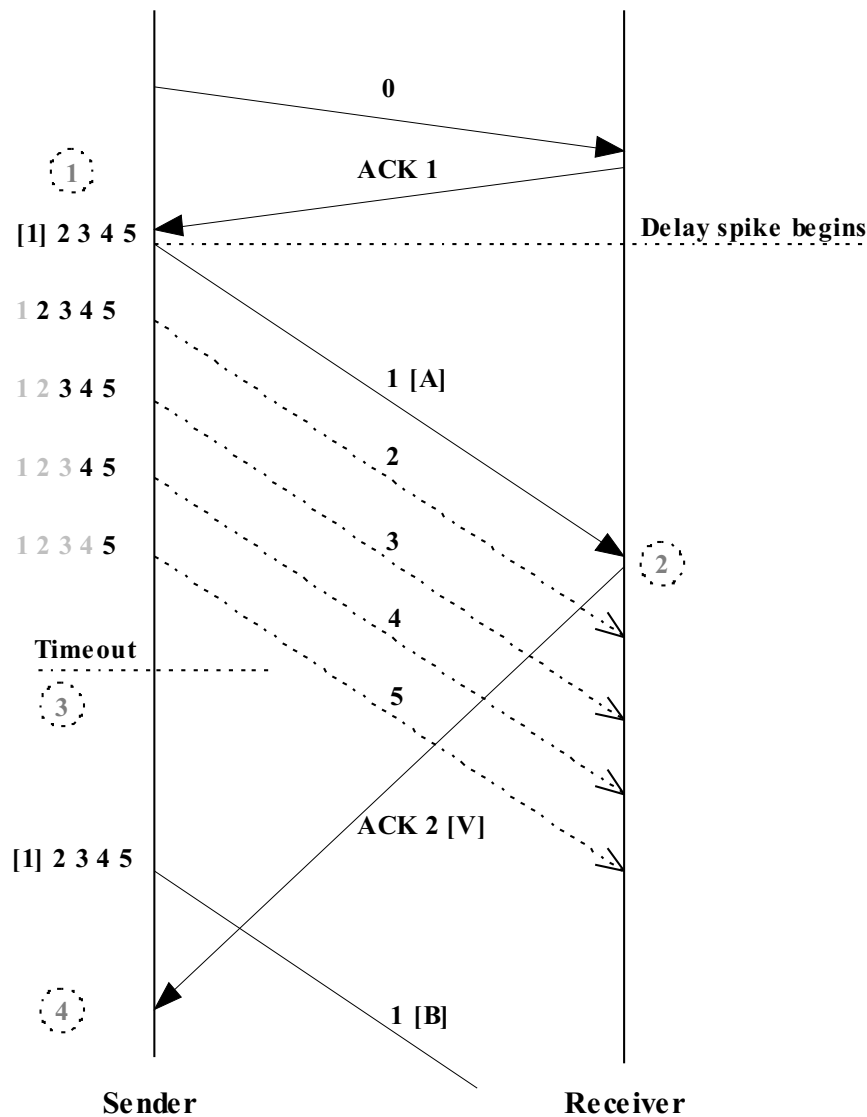 0
ACK 1
1
[1] 2 3 4 5
Delay spike begins
1 2 3 4 5
1 [A]
1 2 3 4 5
2
1 2 3 4 5
3
1 2 3 4 5
2
4
Timeout
5
3
ACK 2 [V]
[1] 2 3 4 5
4
1 [B]
Sender
Receiver